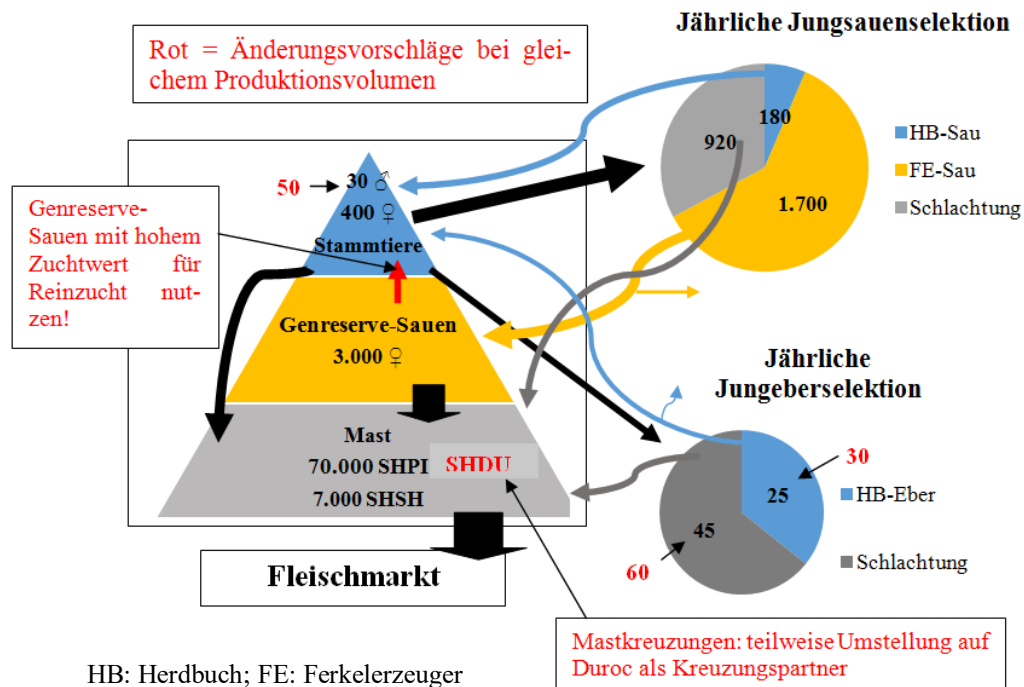 Jährliche Jungsauenselektion
Rot = Änderungsvorschläge bei glei-
chem Produktionsvolumen
180
920
1.700
HB-Sau
FE-Sau
Schlachtung
Genreserve-
Sauen mit hohem
Zuchtwert für
Reinzucht nut-
zen!
50
30 ♂
400 ♀
Stammtiere
Genreserve-Sauen
3.000 ♀
Mast
70.000 SHPI
SHDU
7.000 SHSH
Fleischmarkt
Jährliche
Jungeberselektion
30
25
45
60
HB-Eber
Schlachtung
Mastkreuzungen: teilweise Umstellung auf
Duroc als Kreuzungspartner
HB: Herdbuch; FE: Ferkelerzeuger